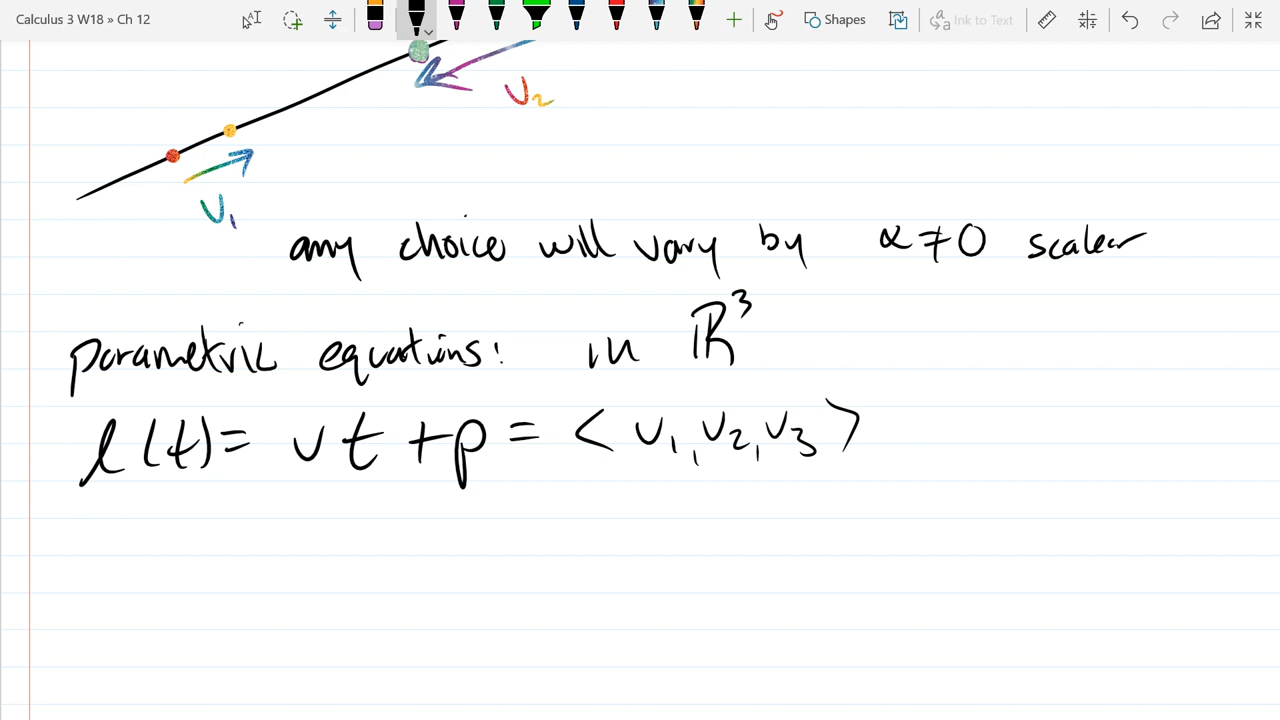 Calculus 3 W18 » Ch 12
Shapes
Ink to Text
v₂
v₁
any choice will vary by α ≠ 0 scalar
parametric equations: in ℝ³
l(t) = vt + p = < v₁, v₂, v₃ >